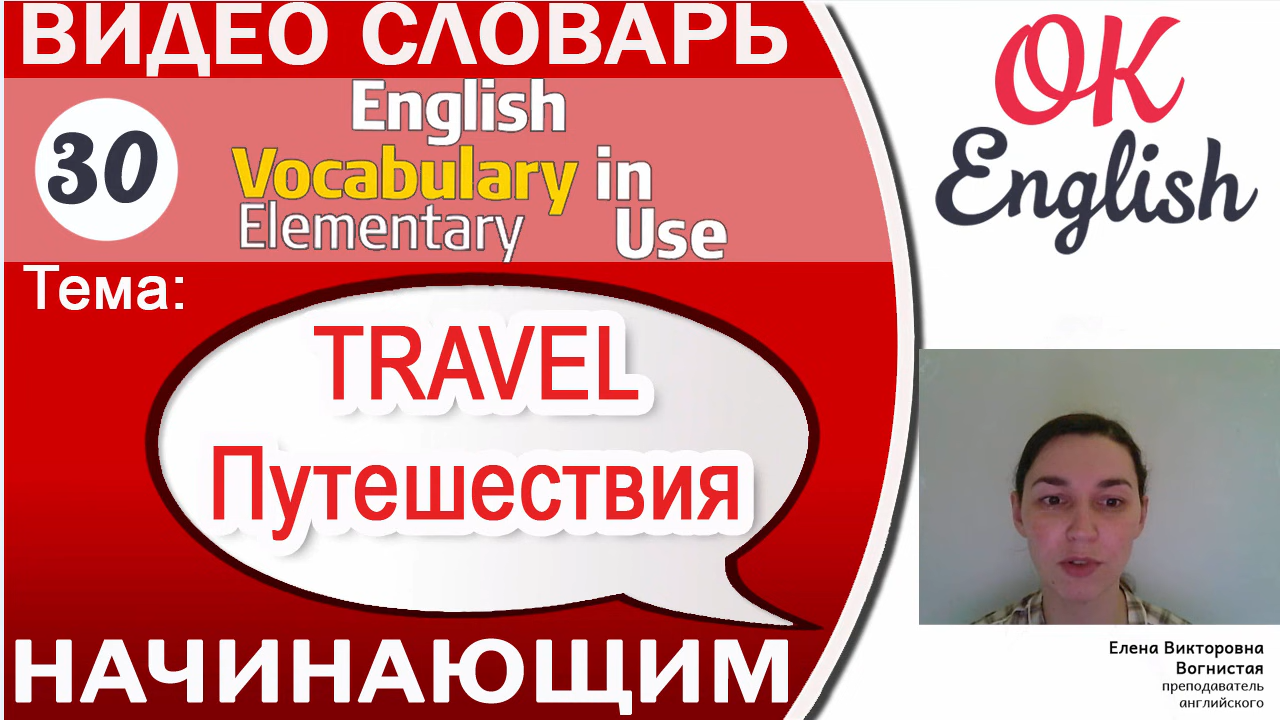 ВИДЕО СЛОВАРЬ
30
English
Vocabulary in
Elementary Use
Тема:
TRAVEL
Путешествия
НАЧИНАЮЩИМ
OK
English
Елена Викторовна
Вогнистая
преподаватель
английского